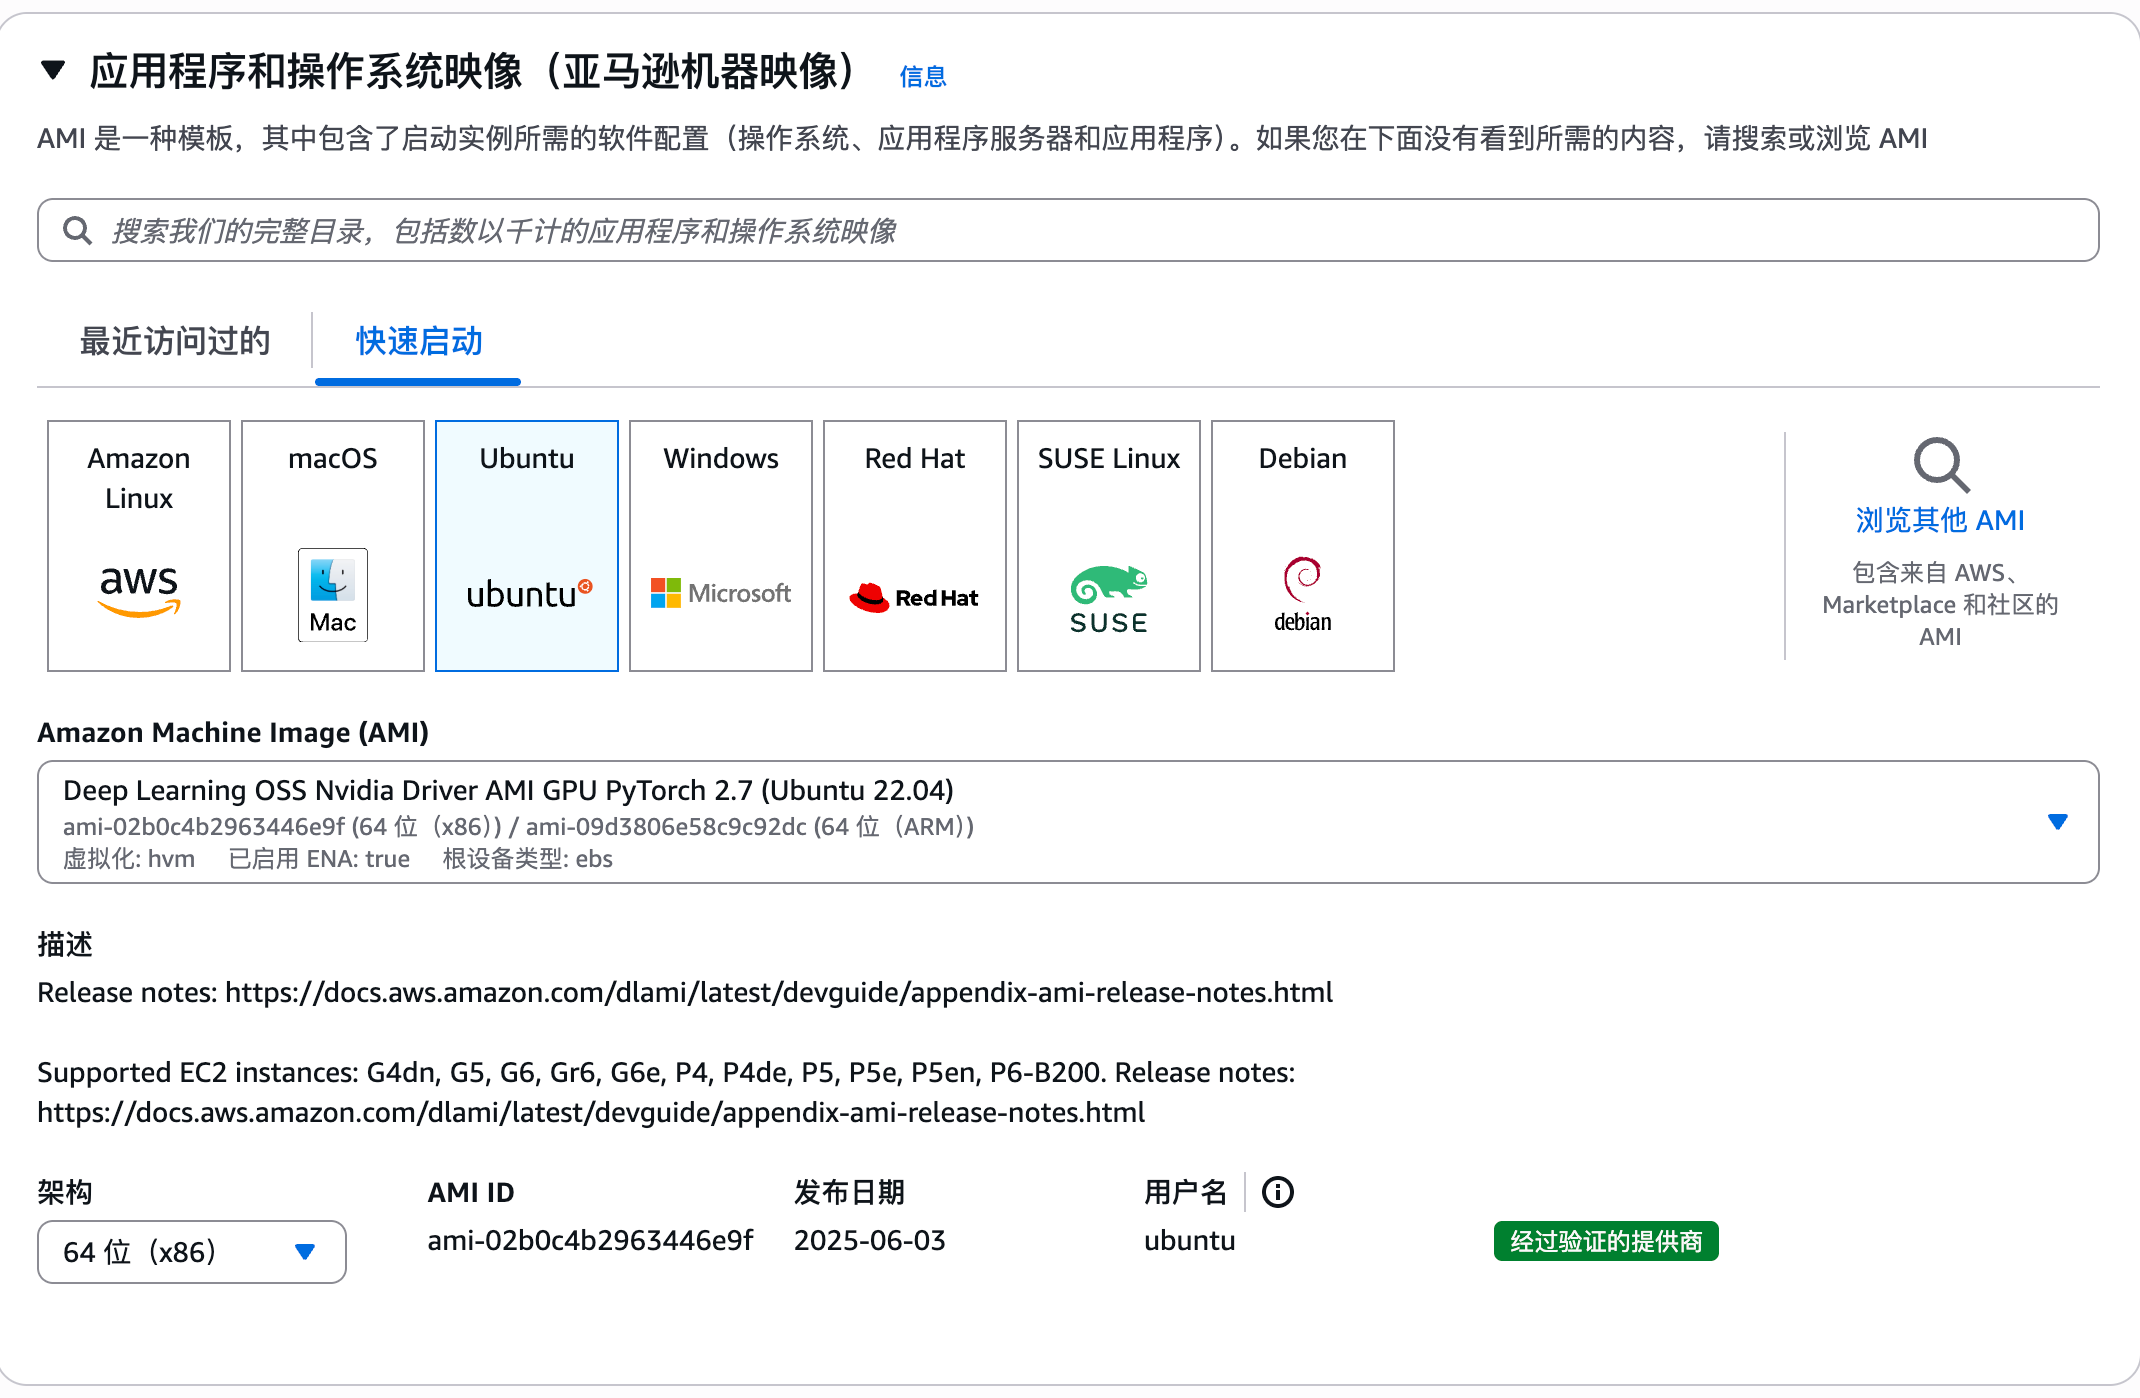 应用程序和操作系统映像（亚马逊机器映像） 信息
AMI 是一种模板，其中包含了启动实例所需的软件配置（操作系统、应用程序服务器和应用程序）。如果您在下面没有看到所需的内容，请搜索或浏览 AMI
搜索我们的完整目录，包括数以千计的应用程序和操作系统映像
最近访问过的 快速启动
Amazon
Linux
aws
macOS
Mac
Ubuntu
ubuntu
Windows
Microsoft
Red Hat
Red Hat
SUSE Linux
SUSE
Debian
debian
浏览其他 AMI
包含来自 AWS、
Marketplace 和社区的
AMI
Amazon Machine Image (AMI)
Deep Learning OSS Nvidia Driver AMI GPU PyTorch 2.7 (Ubuntu 22.04)
ami-02b0c4b2963446e9f (64 位（x86）) / ami-09d3806e58c9c92dc (64 位（ARM）)
虚拟化: hvm 已启用 ENA: true 根设备类型: ebs
描述
Release notes: https://docs.aws.amazon.com/dlami/latest/devguide/appendix-ami-release-notes.html
Supported EC2 instances: G4dn, G5, G6, Gr6, G6e, P4, P4de, P5, P5e, P5en, P6-B200. Release notes:
https://docs.aws.amazon.com/dlami/latest/devguide/appendix-ami-release-notes.html
架构 AMI ID 发布日期 用户名
64 位（x86） ami-02b0c4b2963446e9f 2025-06-03 ubuntu 经过验证的提供商